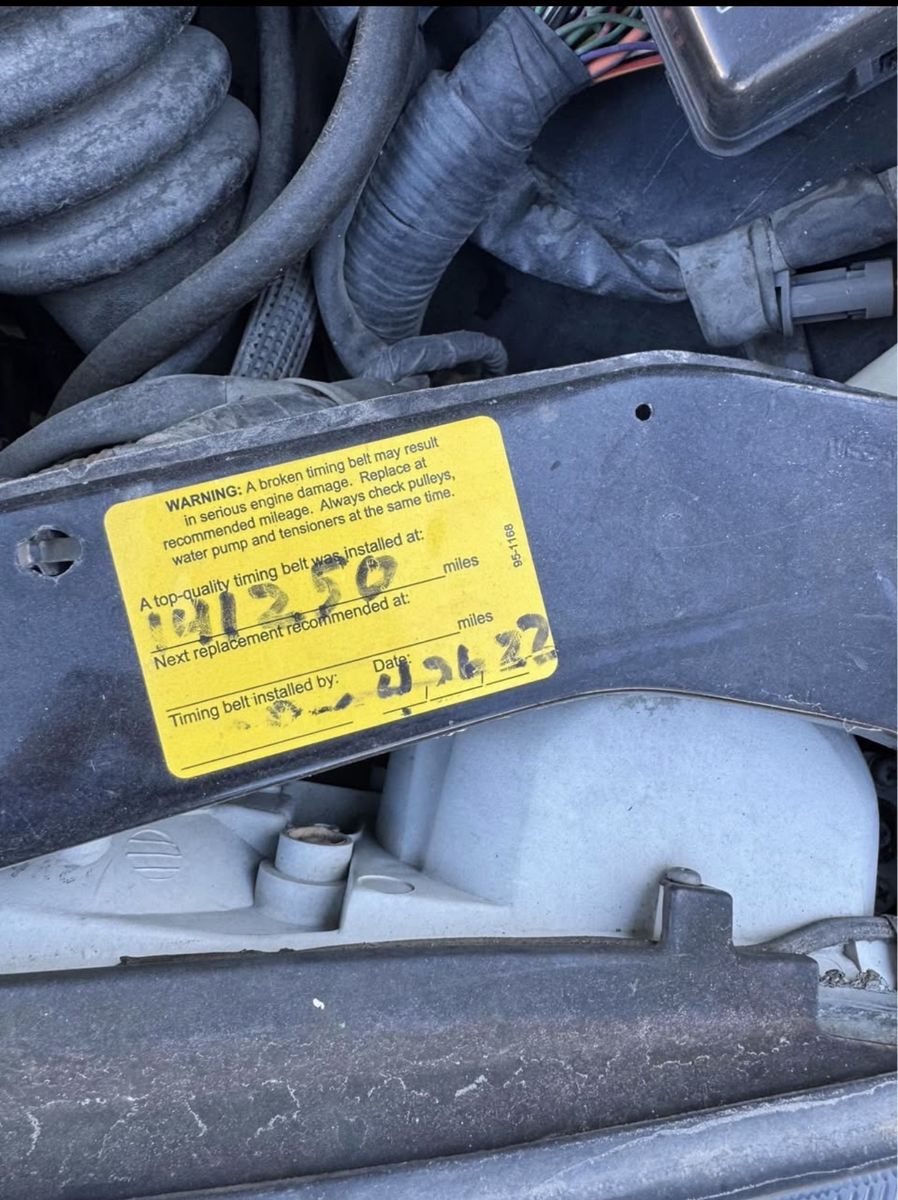 WARNING: A broken timing belt may result
in serious engine damage. Replace at
recommended mileage. Always check pulleys,
water pump and tensioners at the same time.
95-1168
A top-quality timing belt was installed at:
141250 miles
Next replacement recommended at:
miles
Timing belt installed by: Date:
4 26 22